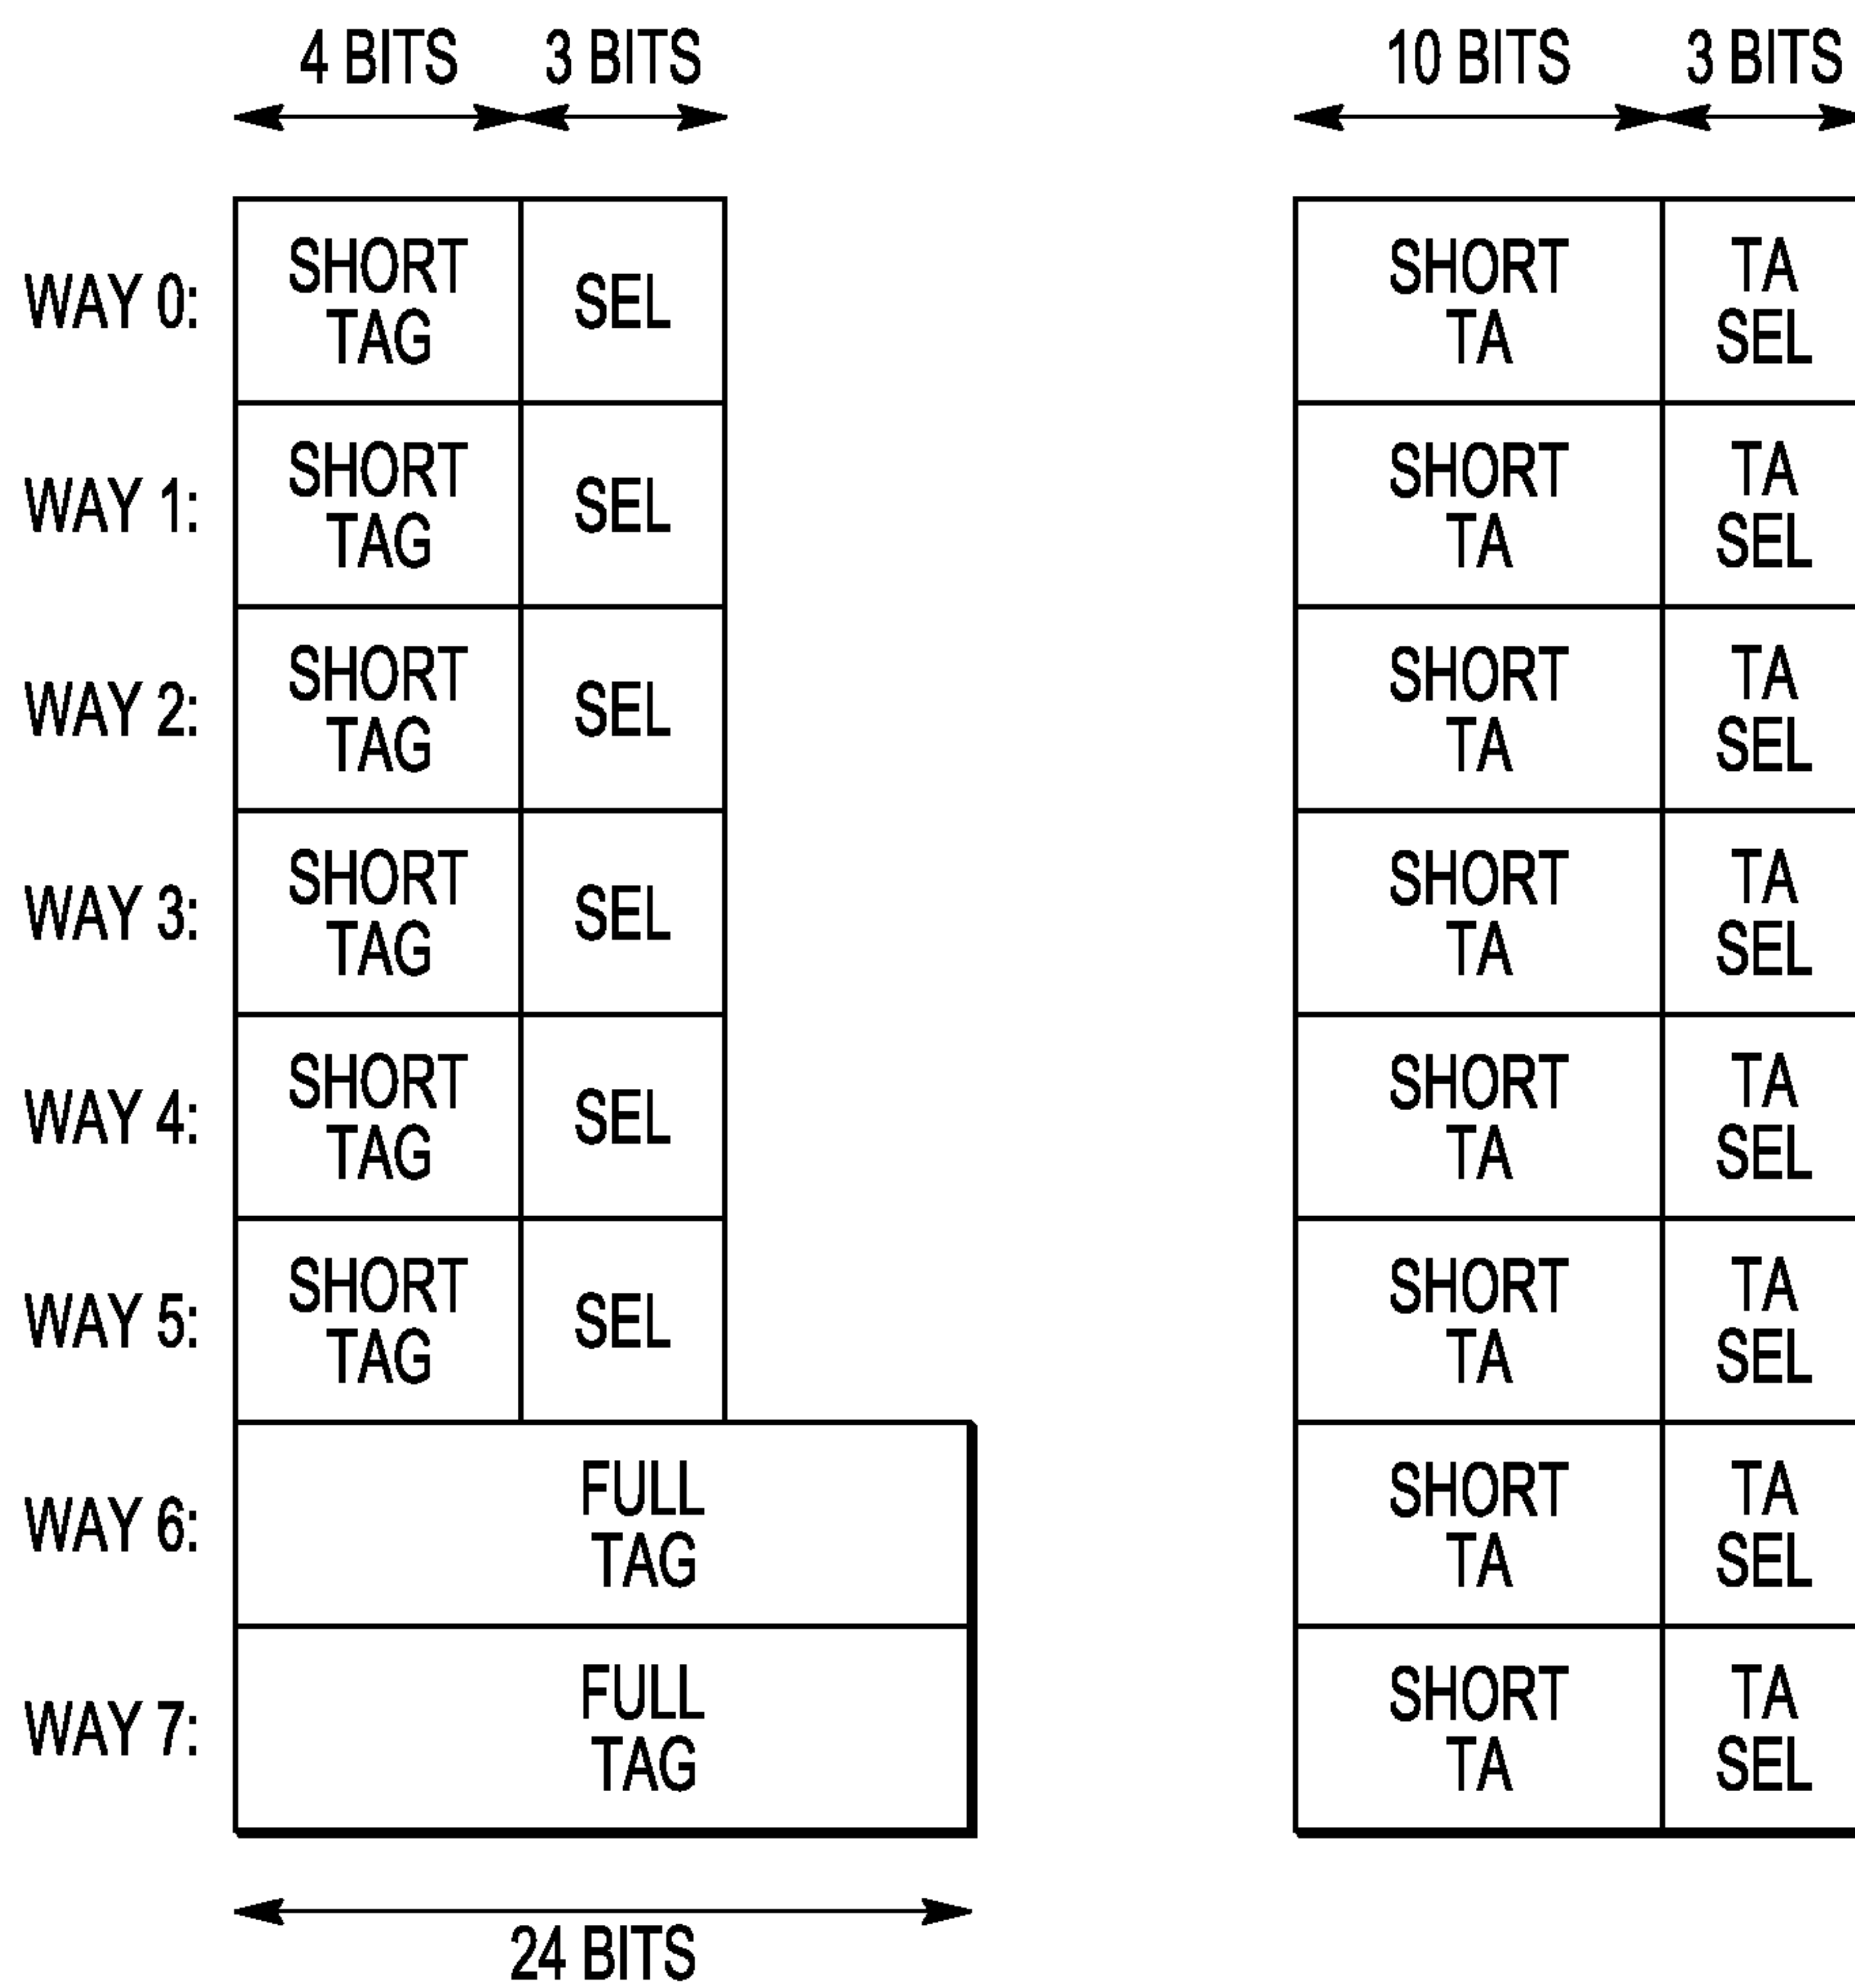 4 BITS 3 BITS 10 BITS 3 BITS
WAY 0: SHORT TAG SEL SHORT TA TA SEL
WAY 1: SHORT TAG SEL SHORT TA TA SEL
WAY 2: SHORT TAG SEL SHORT TA TA SEL
WAY 3: SHORT TAG SEL SHORT TA TA SEL
WAY 4: SHORT TAG SEL SHORT TA TA SEL
WAY 5: SHORT TAG SEL SHORT TA TA SEL
WAY 6: FULL TAG SHORT TA TA SEL
WAY 7: FULL TAG SHORT TA TA SEL
24 BITS